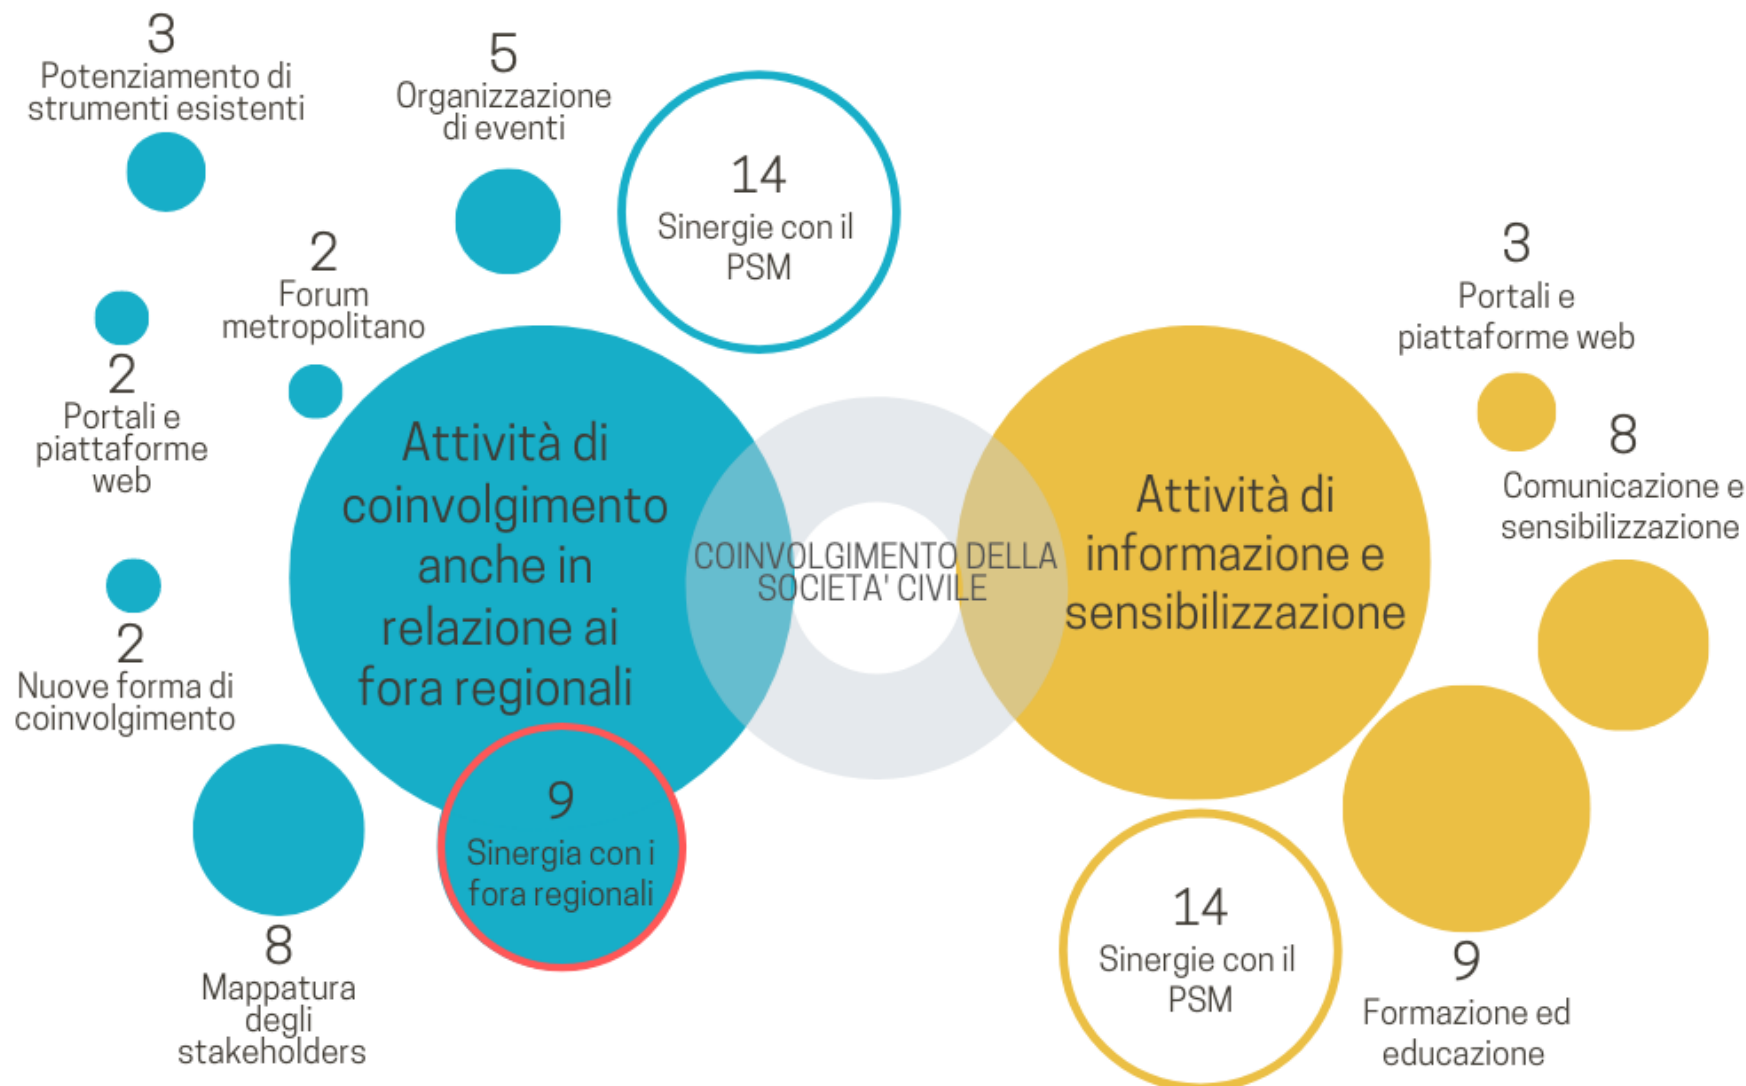 3
Potenziamento di
strumenti esistenti
5
Organizzazione
di eventi
14
Sinergie con il
PSM
2
Forum
metropolitano
2
Portali e
piattaforme
web
2
Nuove forma di
coinvolgimento
Attività di
coinvolgimento
anche in
relazione ai
fora regionali
9
Sinergia con i
fora regionali
8
Mappatura
degli
stakeholders
COINVOLGIMENTO DELLA
SOCIETA' CIVILE
Attività di
informazione e
sensibilizzazione
3
Portali e
piattaforme web
8
Comunicazione e
sensibilizzazione
14
Sinergie con il
PSM
9
Formazione ed
educazione